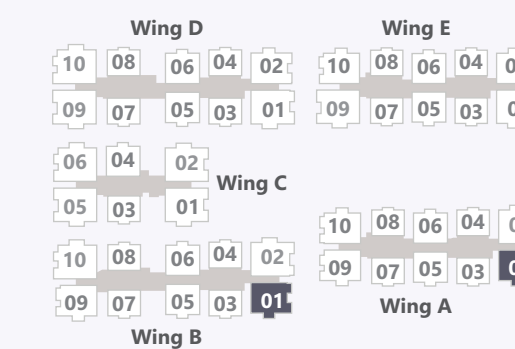 Wing D
10 08 06 04 02
09 07 05 03 01
Wing E
10 08 06 04
09 07 05 03
06 04 02
Wing C
05 03 01
10 08 06 04 02
09 07 05 03 01
Wing B
10 08 06 04
09 07 05 03
Wing A